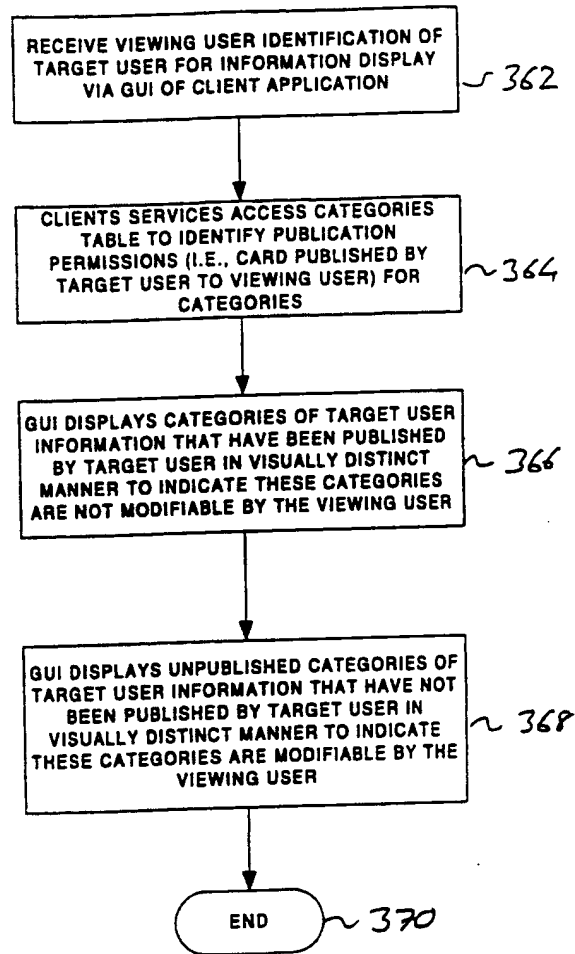 RECEIVE VIEWING USER IDENTIFICATION OF
TARGET USER FOR INFORMATION DISPLAY
VIA GUI OF CLIENT APPLICATION
362
CLIENTS SERVICES ACCESS CATEGORIES
TABLE TO IDENTIFY PUBLICATION
PERMISSIONS (I.E., CARD PUBLISHED BY
TARGET USER TO VIEWING USER) FOR
CATEGORIES
364
GUI DISPLAYS CATEGORIES OF TARGET USER
INFORMATION THAT HAVE BEEN PUBLISHED
BY TARGET USER IN VISUALLY DISTINCT
MANNER TO INDICATE THESE CATEGORIES
ARE NOT MODIFIABLE BY THE VIEWING USER
366
GUI DISPLAYS UNPUBLISHED CATEGORIES OF
TARGET USER INFORMATION THAT HAVE NOT
BEEN PUBLISHED BY TARGET USER IN
VISUALLY DISTINCT MANNER TO INDICATE
THESE CATEGORIES ARE MODIFIABLE BY THE
VIEWING USER
368
END
370